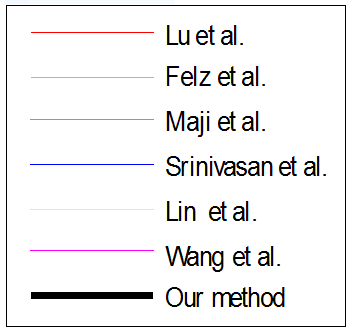 Lu et al.
Felz et al.
Maji et al.
Srinivasan et al.
Lin et al.
Wang et al.
Our method